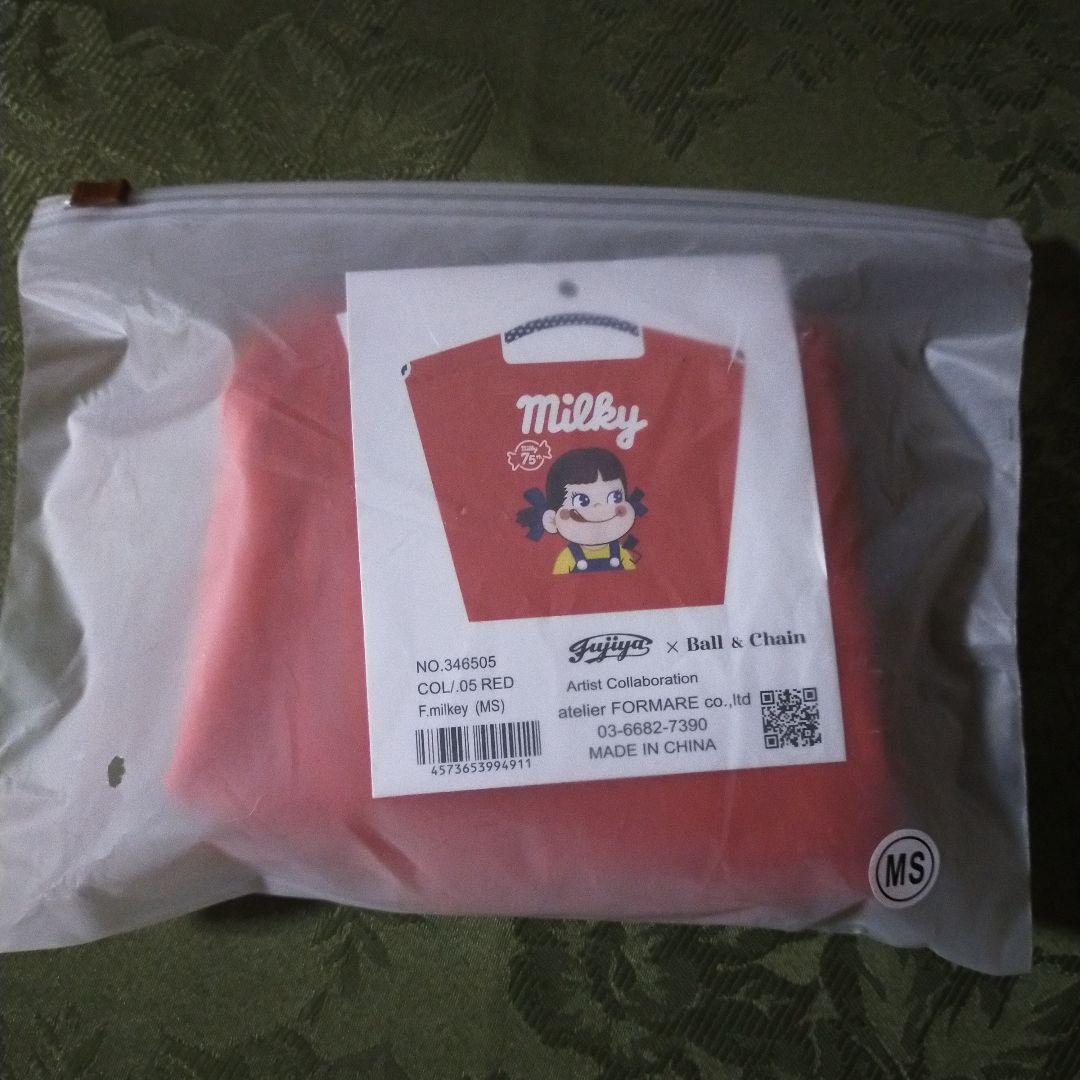 milky
milky
75th
fujiya × Ball & Chain
NO.346505
COL/.05 RED
F.milkey (MS)
4573653994911
Artist Collaboration
atelier FORMARE co.,ltd
03-6682-7390
MADE IN CHINA
MS